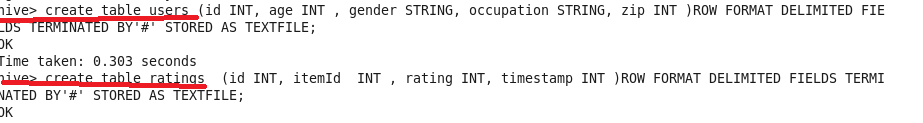 hive> create table users (id INT, age INT , gender STRING, occupation STRING, zip INT )ROW FORMAT DELIMITED FIE
LDS TERMINATED BY'#' STORED AS TEXTFILE;
OK
Time taken: 0.303 seconds
hive> create table ratings  (id INT, itemId  INT , rating INT, timestamp INT )ROW FORMAT DELIMITED FIELDS TERMI
NATED BY'#' STORED AS TEXTFILE;
OK